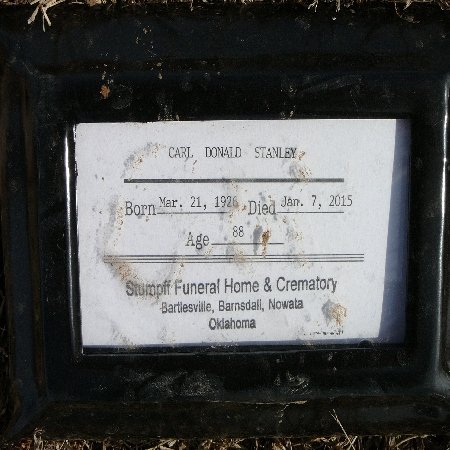 CARL DONALD STANLEY
Born Mar. 21, 1926 Died Jan. 7, 2015
Age 88
Stumpff Funeral Home & Crematory
Bartlesville, Barnsdall, Nowata
Oklahoma